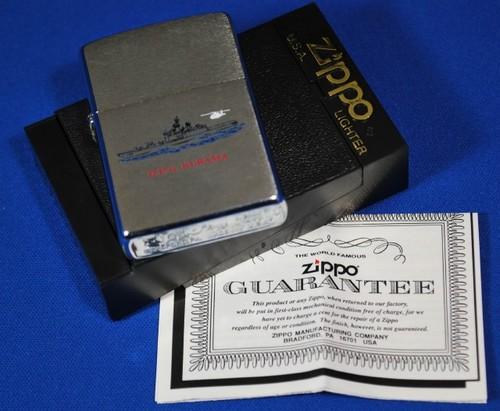 Zippo
U.S.A.
LIGHTER
KURAMA
THE WORLD FAMOUS
Zippo
GUARANTEE
This product or any Zippo, when returned to our factory,
will be put in first-class mechanical condition free of charge, for we
have yet to charge a cent for the repair of a Zippo
regardless of age or condition. The finish, however, is not guaranteed.
ZIPPO MANUFACTURING COMPANY
BRADFORD, PA 16701 USA